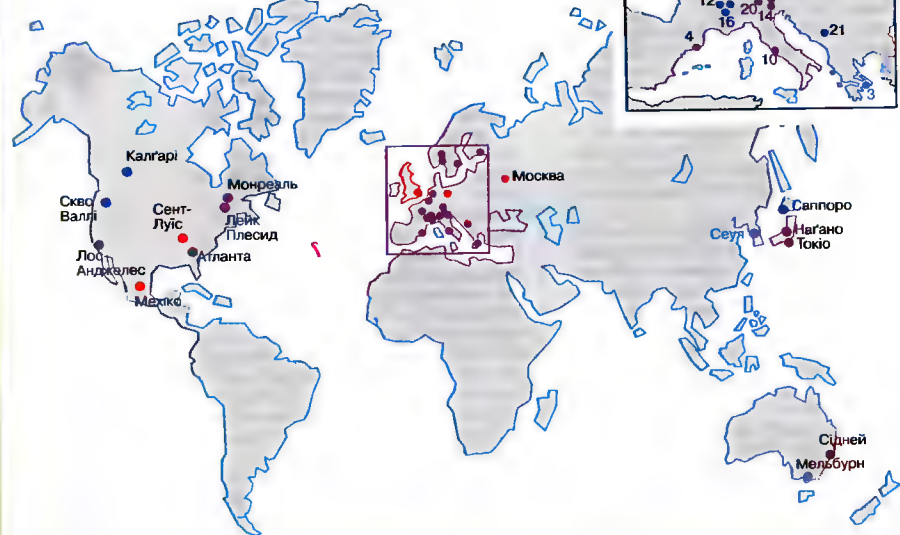 12
16
20
14
4
10
21
3
Калґарі
Скво
Валлі
Монреаль
Лейк
Плесид
Сент-
Луїс
Атланта
Лос
Анджелес
Мехіко
Москва
1
Сеул
Саппоро
Наґано
Токіо
Сідней
Мельбурн